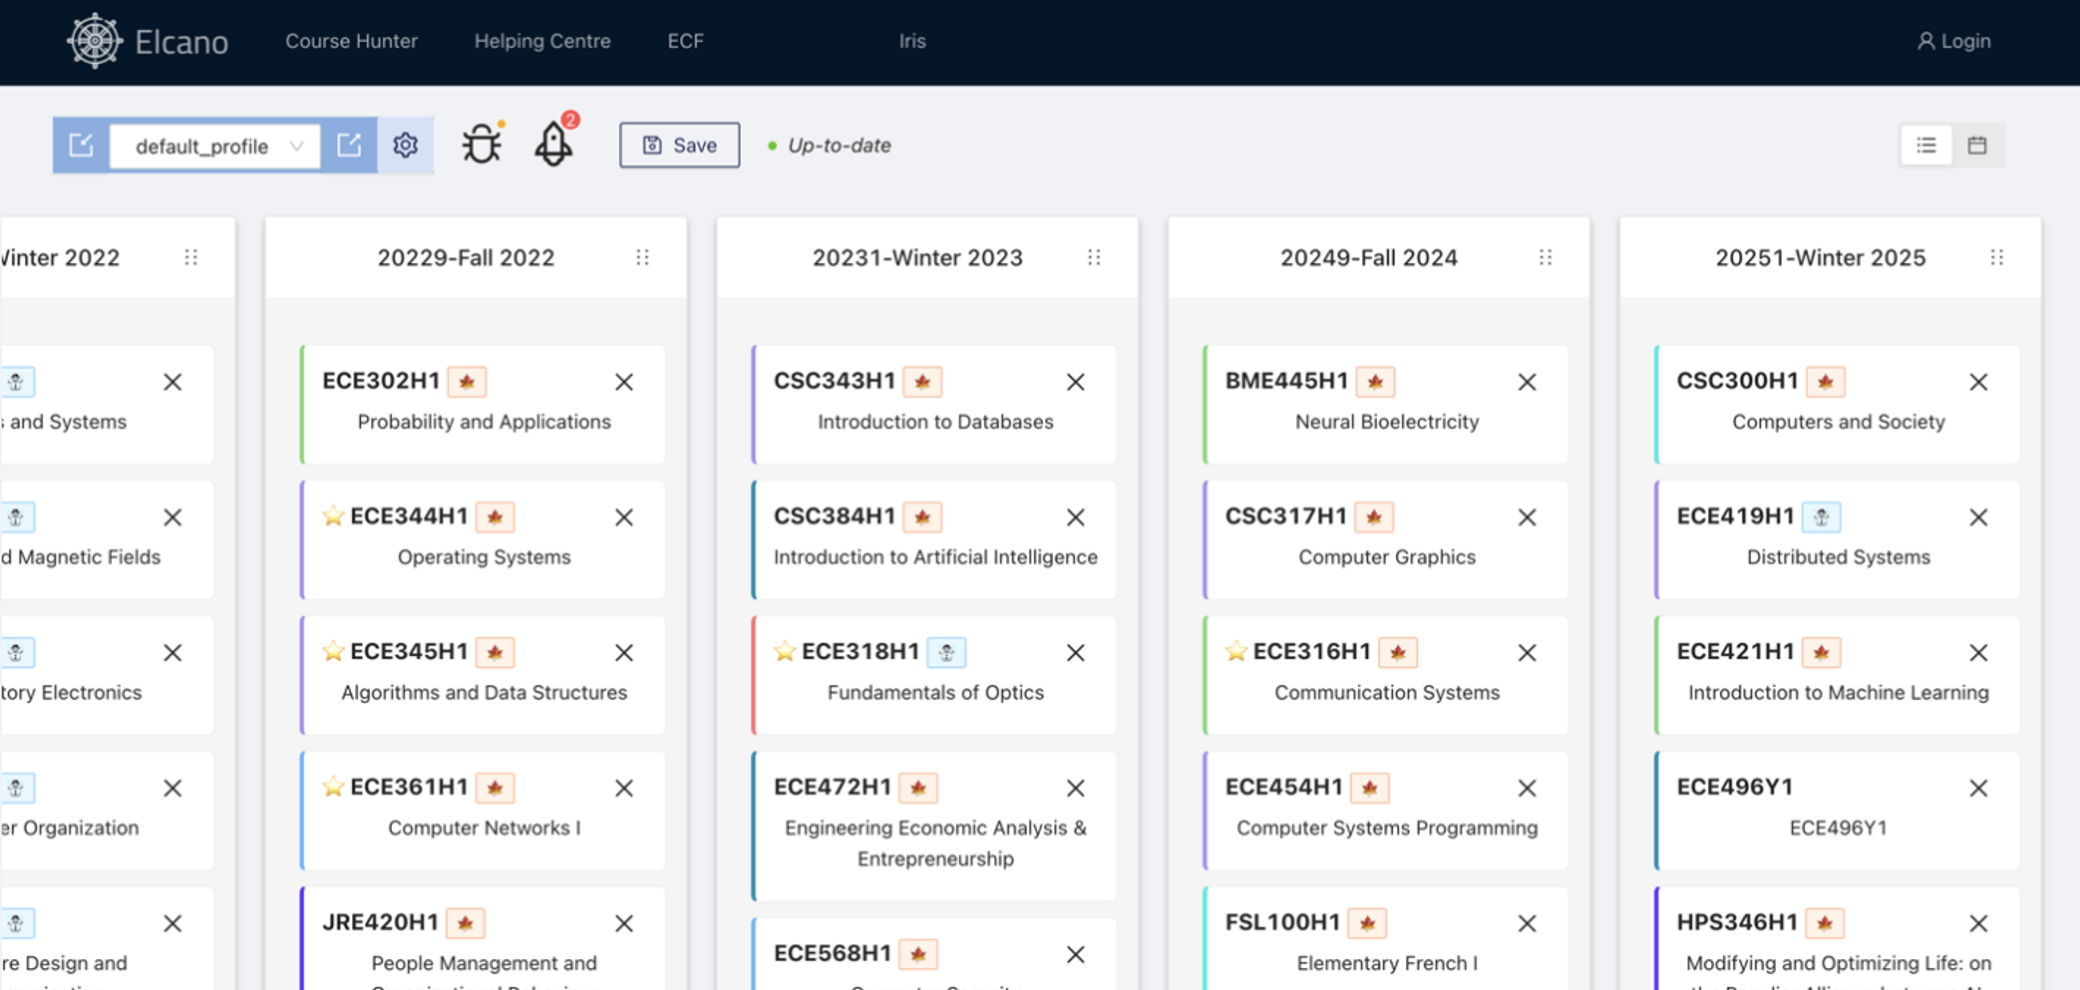 Elcano
Course Hunter
Helping Centre
ECF
Iris
Login
default_profile
2
Save
Up-to-date
Winter 2022
s and Systems
d Magnetic Fields
tory Electronics
er Organization
re Design and
20229-Fall 2022
ECE302H1
Probability and Applications
ECE344H1
Operating Systems
ECE345H1
Algorithms and Data Structures
ECE361H1
Computer Networks I
JRE420H1
People Management and
20231-Winter 2023
CSC343H1
Introduction to Databases
CSC384H1
Introduction to Artificial Intelligence
ECE318H1
Fundamentals of Optics
ECE472H1
Engineering Economic Analysis &
Entrepreneurship
ECE568H1
20249-Fall 2024
BME445H1
Neural Bioelectricity
CSC317H1
Computer Graphics
ECE316H1
Communication Systems
ECE454H1
Computer Systems Programming
FSL100H1
Elementary French I
20251-Winter 2025
CSC300H1
Computers and Society
ECE419H1
Distributed Systems
ECE421H1
Introduction to Machine Learning
ECE496Y1
ECE496Y1
HPS346H1
Modifying and Optimizing Life: on